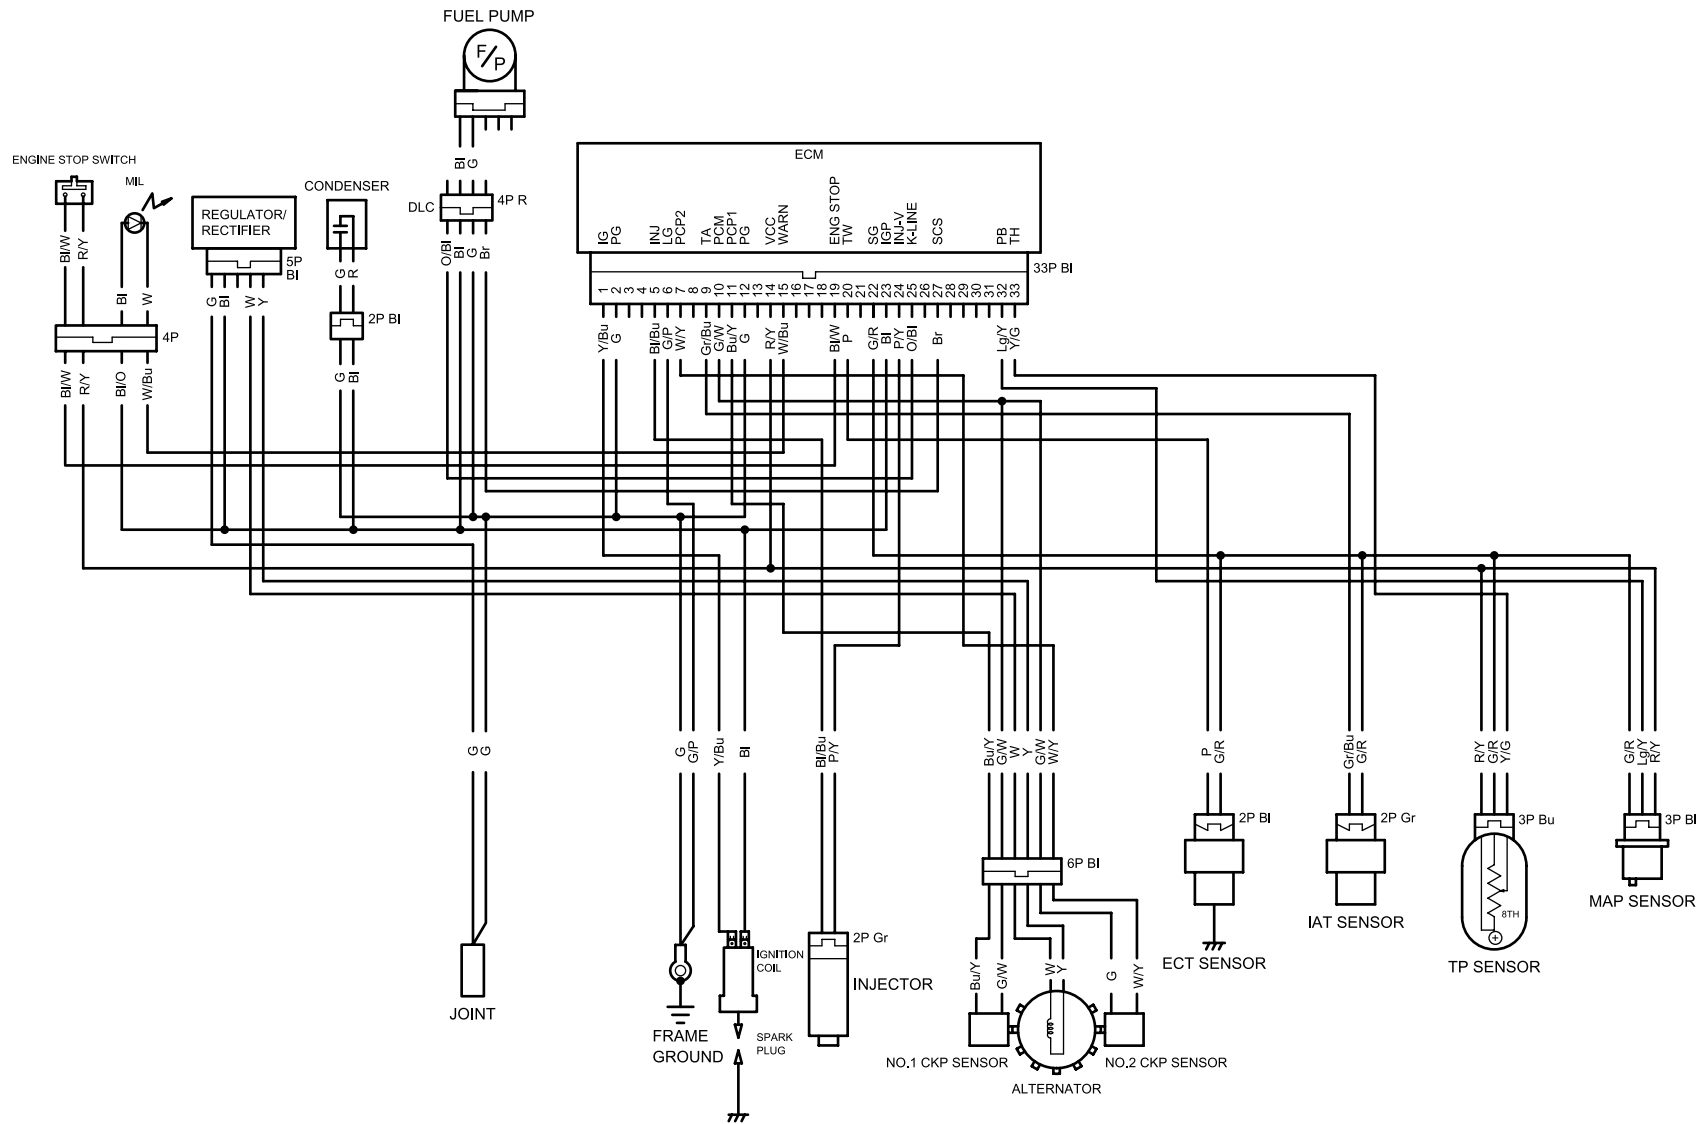 FUEL PUMP
F/P
ENGINE STOP SWITCH
MIL
REGULATOR/
RECTIFIER
5P
Bl
CONDENSER
DLC
4P R
Bl G
ECM
IG
PG
INJ
LG
PCP2
TA
PCM
PCP1
PG
VCC
WARN
ENG STOP
TW
SG
IGP
INJ-V
K-LINE
SCS
PB
TH
33P Bl
1 2 3 4 5 6 7 8 9 10 11 12 13 14 15 16 17 18 19 20 21 22 23 24 25 26 27 28 29 30 31 32 33
Bl/W R/Y
Bl W
G Bl W Y
G R
O/Bl Bl G Br
4P
2P Bl
Y/Bu G Bl/Bu G/P W/Y Gr/Bu G/W Bu/Y G R/Y W/Bu Bl/W P G/R Bl P/Y O/Bl Br Lg/Y Y/G
Bl/W R/Y Bl/O W/Bu
G Bl
G G
G G/P Y/Bu Bl
Bl/Bu P/Y
Bu/Y G/W W Y G/W W/Y
P G/R
Gr/Bu G/R
R/Y G/R Y/G
G/R Lg/Y R/Y
2P Bl
2P Gr
3P Bu
3P Bl
6P Bl
MAP SENSOR
8TH
IAT SENSOR
ECT SENSOR
TP SENSOR
2P Gr
IGNITION
COIL
INJECTOR
Bu/Y G/W W Y G W/Y
JOINT
FRAME
GROUND
SPARK
PLUG
NO.1 CKP SENSOR
NO.2 CKP SENSOR
ALTERNATOR